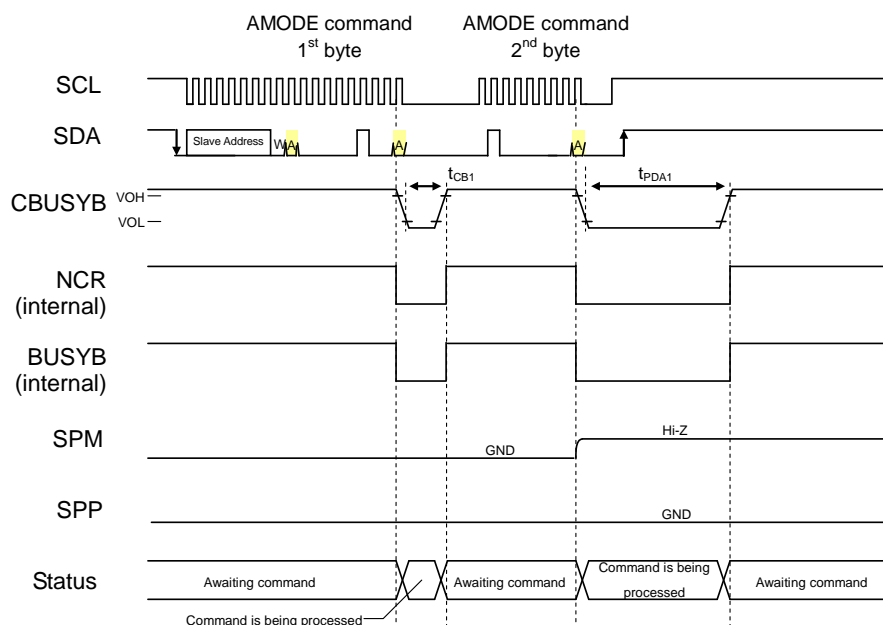 AMODE command
1st byte
AMODE command
2nd byte
SCL
SDA
Slave Address
W
A
A
A
tCB1
tPDA1
CBUSYB
VOH
VOL
NCR
(internal)
BUSYB
(internal)
SPM
GND
Hi-Z
SPP
GND
Status
Awaiting command
Awaiting command
Command is being
processed
Awaiting command
Command is being processed